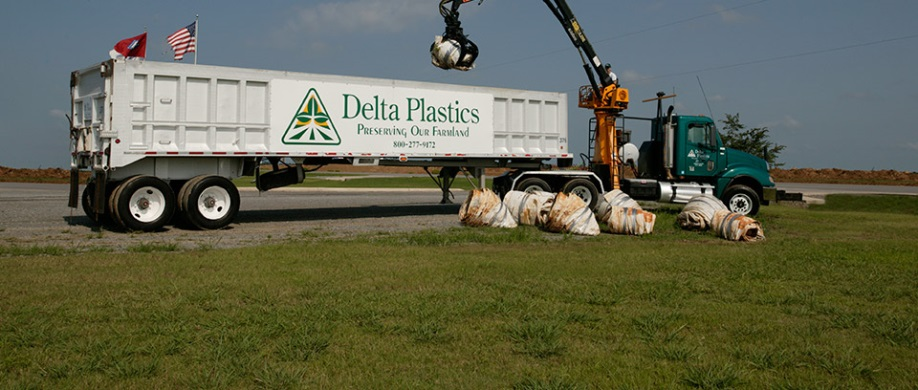 Delta Plastics
Preserving Our Farmland
800-277-9172